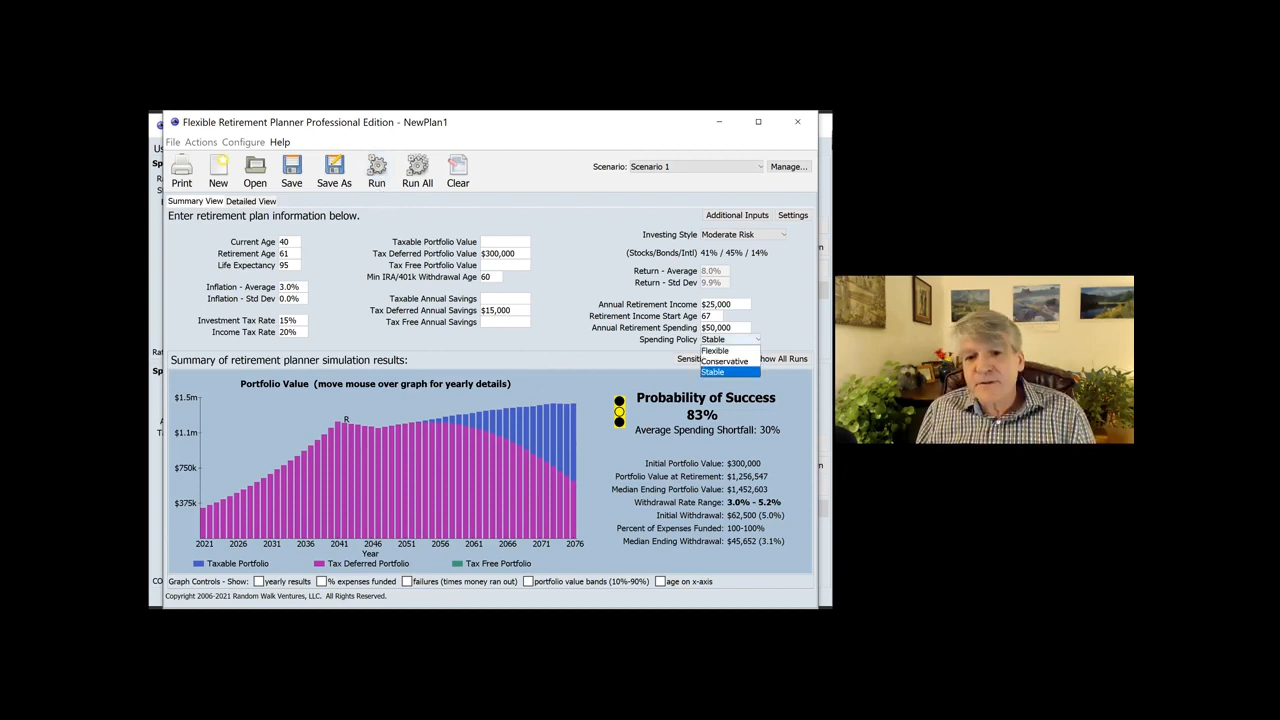 Flexible Retirement Planner Professional Edition - NewPlan1
File Actions Configure Help
Print New Open Save Save As Run Run All Clear
Scenario: Scenario 1 Manage...
Summary View Detailed View
Enter retirement plan information below.
Additional Inputs Settings
Current Age 40
Retirement Age 61
Life Expectancy 95
Inflation - Average 3.0%
Inflation - Std Dev 0.0%
Investment Tax Rate 15%
Income Tax Rate 20%
Taxable Portfolio Value
Tax Deferred Portfolio Value $300,000
Tax Free Portfolio Value
Min IRA/401k Withdrawal Age 60
Taxable Annual Savings
Tax Deferred Annual Savings $15,000
Tax Free Annual Savings
Investing Style Moderate Risk
(Stocks/Bonds/Intl) 41% / 45% / 14%
Return - Average 8.0%
Return - Std Dev 9.9%
Annual Retirement Income $25,000
Retirement Income Start Age 67
Annual Retirement Spending $50,000
Spending Policy Stable
Flexible
Conservative
Stable
Summary of retirement planner simulation results:
Sensit
how All Runs
Portfolio Value (move mouse over graph for yearly details)
$1.5m
$1.1m
$750k
$375k
R
2021 2026 2031 2036 2041 2046 2051 2056 2061 2066 2071 2076
Year
Taxable Portfolio Tax Deferred Portfolio Tax Free Portfolio
Probability of Success
83%
Average Spending Shortfall: 30%
Initial Portfolio Value: $300,000
Portfolio Value at Retirement: $1,256,547
Median Ending Portfolio Value: $1,452,603
Withdrawal Rate Range: 3.0% - 5.2%
Initial Withdrawal: $62,500 (5.0%)
Percent of Expenses Funded: 100-100%
Median Ending Withdrawal: $45,652 (3.1%)
Graph Controls - Show: yearly results % expenses funded failures (times money ran out) portfolio value bands (10%-90%) age on x-axis
Copyright 2006-2021 Random Walk Ventures, LLC. All Rights Reserved.